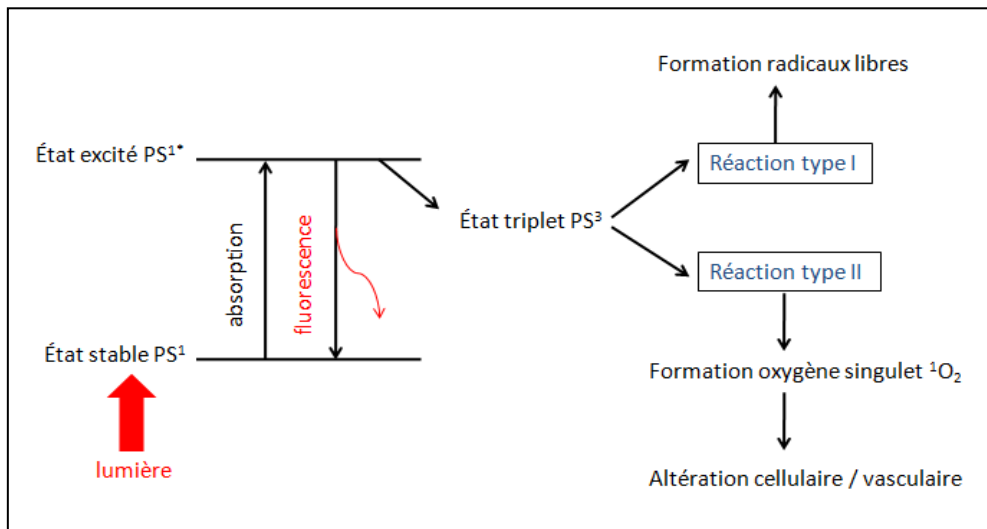 Formation radicaux libres
État excité PS¹*
Réaction type I
absorption
fluorescence
État triplet PS³
Réaction type II
État stable PS¹
Formation oxygène singulet ¹O₂
lumière
Altération cellulaire / vasculaire